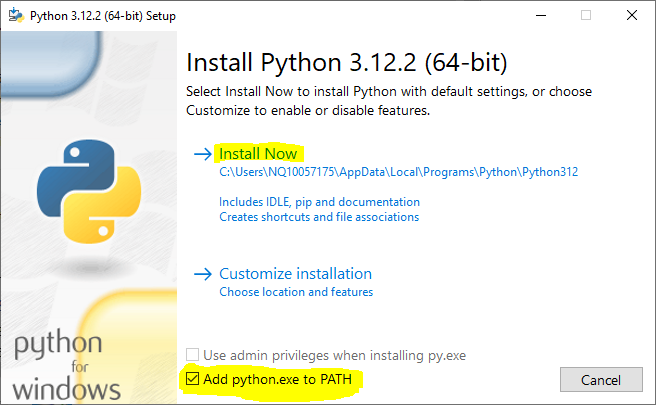 Python 3.12.2 (64-bit) Setup
Install Python 3.12.2 (64-bit)
Select Install Now to install Python with default settings, or choose
Customize to enable or disable features.
Install Now
C:\Users\NQ10057175\AppData\Local\Programs\Python\Python312
Includes IDLE, pip and documentation
Creates shortcuts and file associations
Customize installation
Choose location and features
python
for
windows
Use admin privileges when installing py.exe
Add python.exe to PATH
Cancel